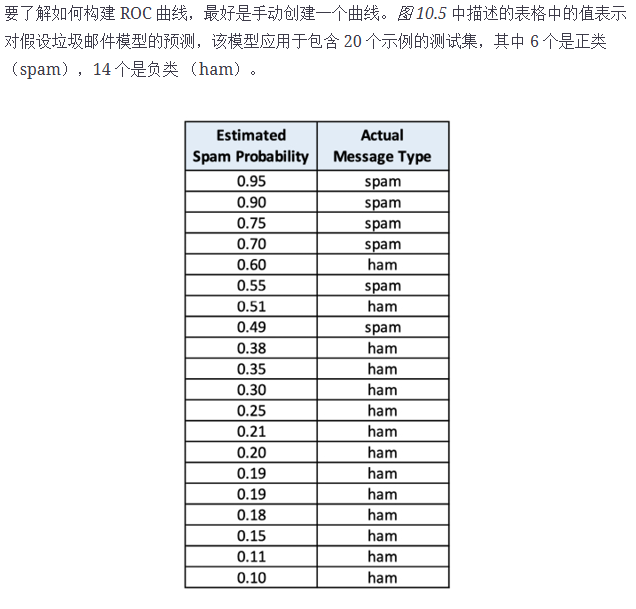 要了解如何构建 ROC 曲线，最好是手动创建一个曲线。图 10.5 中描述的表格中的值表示
对假设垃圾邮件模型的预测，该模型应用于包含 20 个示例的测试集，其中 6 个是正类
（spam），14 个是负类 （ham）。
Estimated Actual
Spam Probability Message Type
0.95 spam
0.90 spam
0.75 spam
0.70 spam
0.60 ham
0.55 spam
0.51 ham
0.49 spam
0.38 ham
0.35 ham
0.30 ham
0.25 ham
0.21 ham
0.20 ham
0.19 ham
0.19 ham
0.18 ham
0.15 ham
0.11 ham
0.10 ham